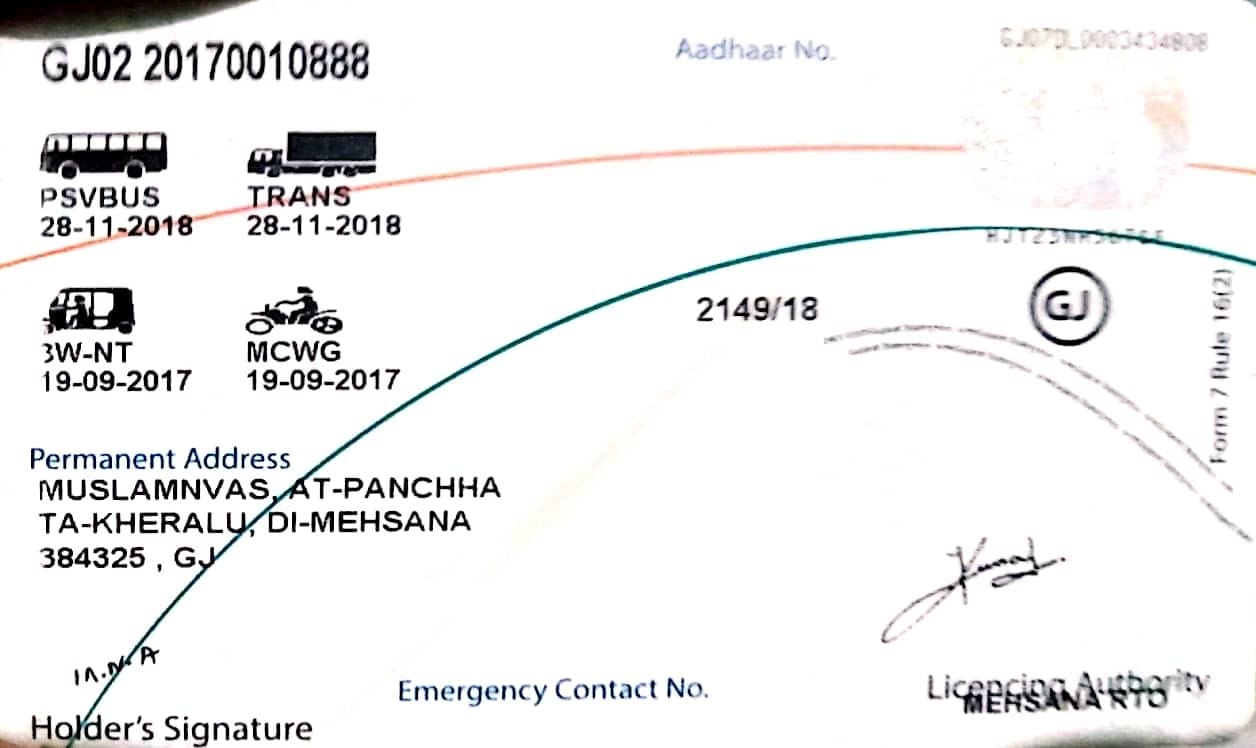 GJ02 20170010888
Aadhaar No.
GJ07DL0003434808
PSVBUS
28-11-2018
TRANS
28-11-2018
3W-NT
19-09-2017
MCWG
19-09-2017
2149/18
GJ
Form 7 Rule 16(2)
Permanent Address
MUSLAMNVAS, AT-PANCHHA
TA-KHERALU, DI-MEHSANA
384325 , GJ
Holder's Signature
Emergency Contact No.
Licencing Authority
MEHSANA RTO